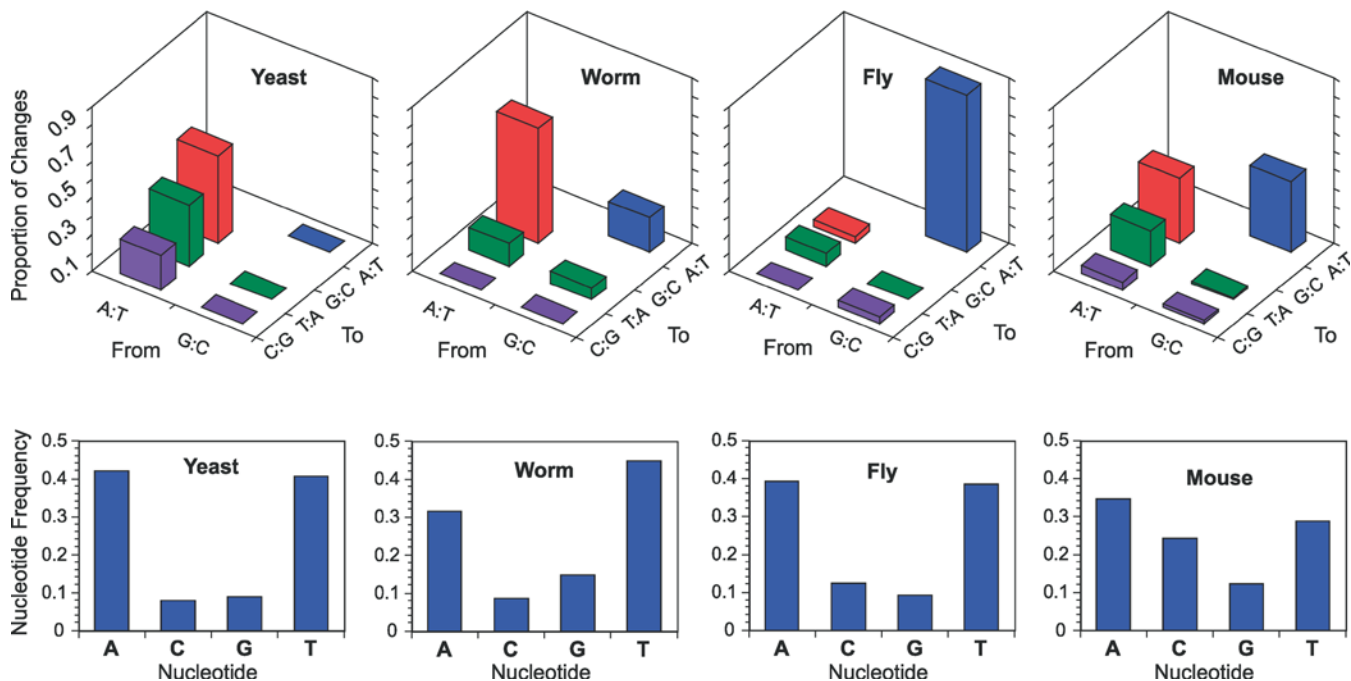 Yeast
Worm
Fly
Mouse
Proportion of Changes
0.9
0.7
0.5
0.3
0.1
A:T
G:C
From
C:G
T:A
G:C
A:T
To
A:T
G:C
From
C:G
T:A
G:C
A:T
To
A:T
G:C
From
C:G
T:A
G:C
A:T
To
A:T
G:C
From
C:G
T:A
G:C
A:T
To
Nucleotide Frequency
0.5
0.4
0.3
0.2
0.1
0
Yeast
A C G T
Nucleotide
0.5
0.4
0.3
0.2
0.1
0
Worm
A C G T
Nucleotide
0.5
0.4
0.3
0.2
0.1
0
Fly
A C G T
Nucleotide
0.5
0.4
0.3
0.2
0.1
0
Mouse
A C G T
Nucleotide